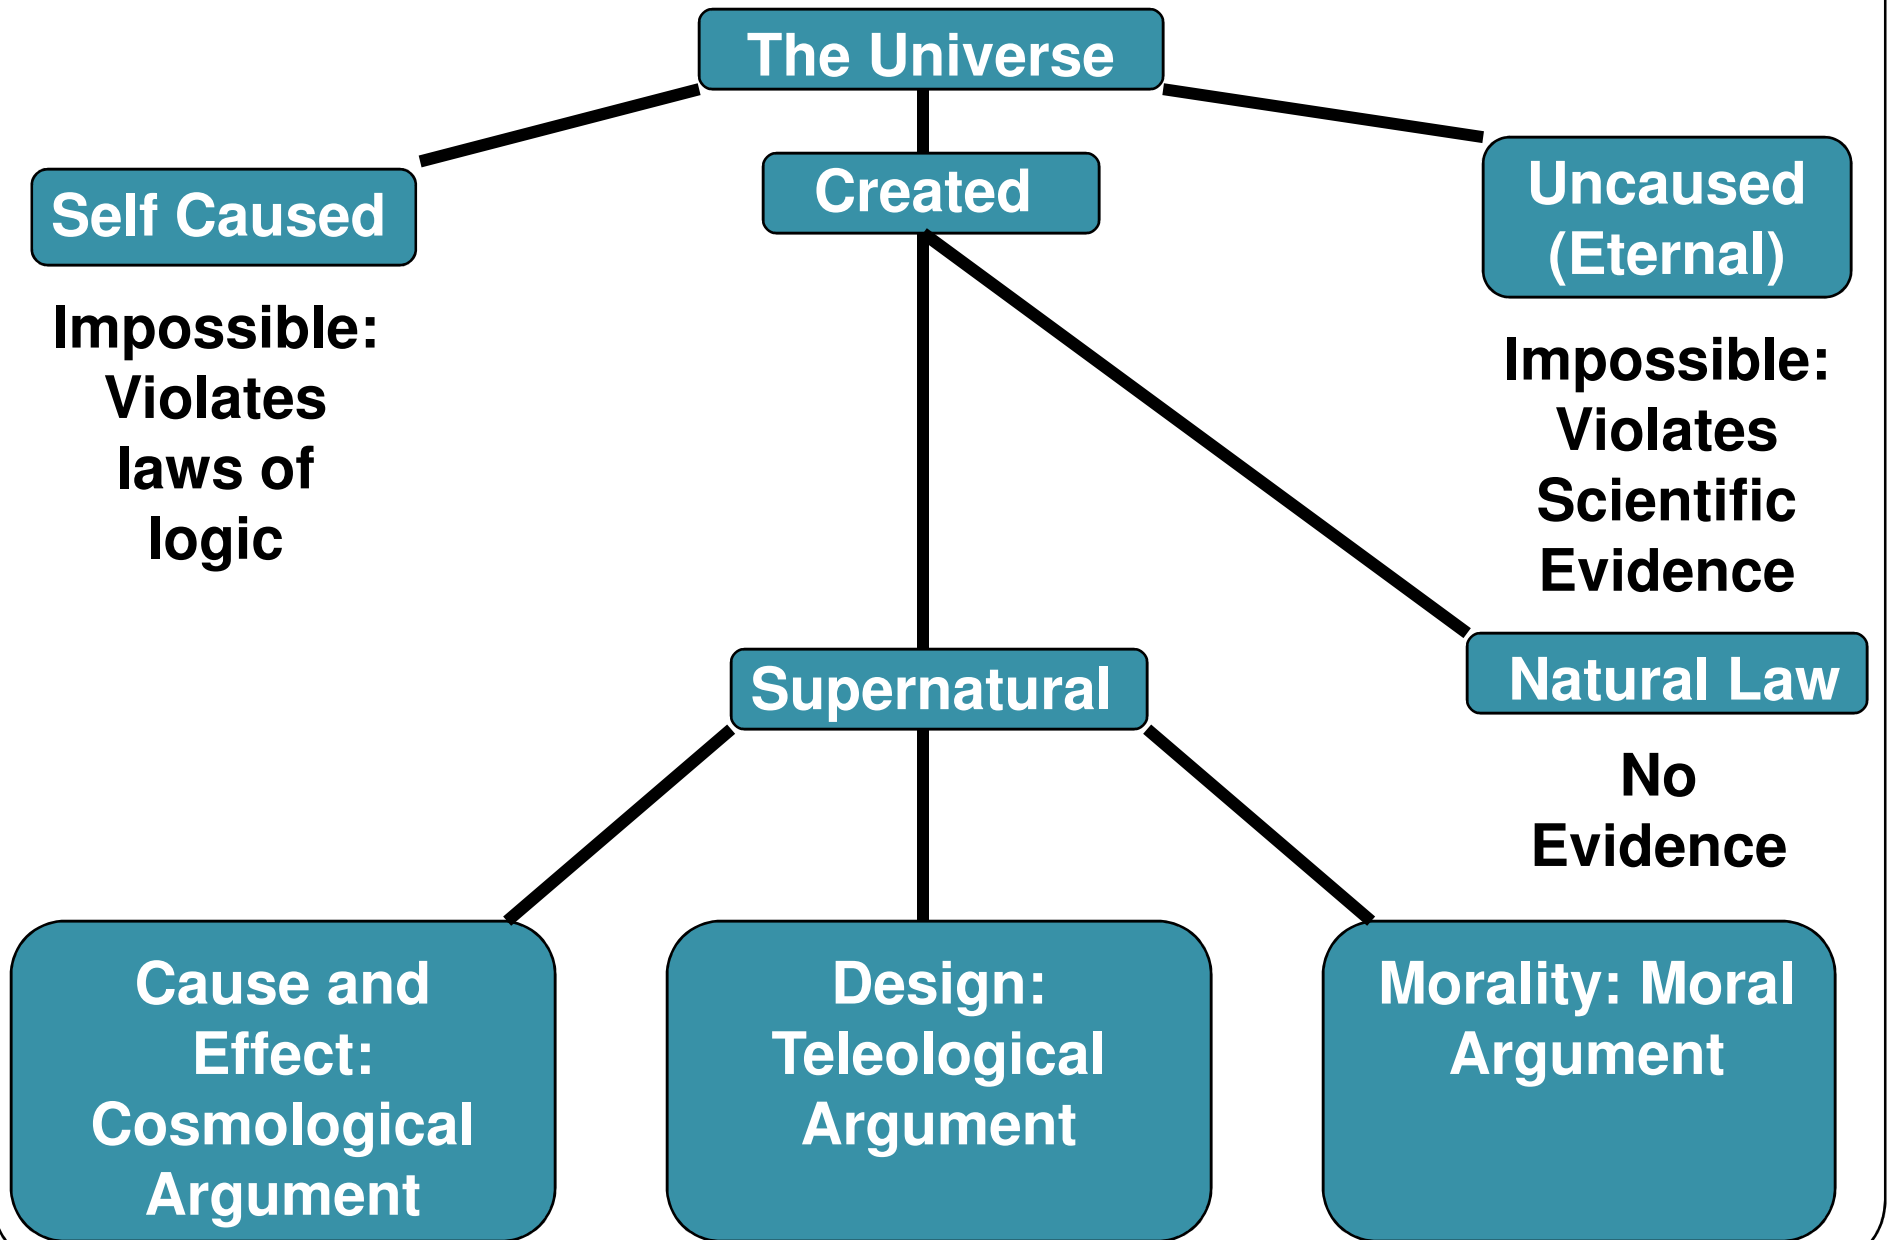 The Universe
Self Caused
Created
Uncaused
(Eternal)
Impossible:
Violates
laws of
logic
Impossible:
Violates
Scientific
Evidence
Supernatural
Natural Law
No
Evidence
Cause and
Effect:
Cosmological
Argument
Design:
Teleological
Argument
Morality: Moral
Argument